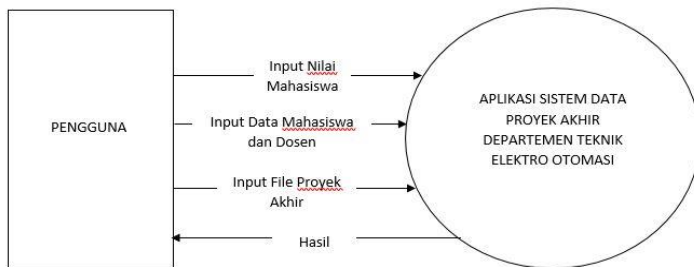 PENGGUNA
Input Nilai
Mahasiswa
Input Data Mahasiswa
dan Dosen
Input File Proyek
Akhir
Hasil
APLIKASI SISTEM DATA
PROYEK AKHIR
DEPARTEMEN TEKNIK
ELEKTRO OTOMASI